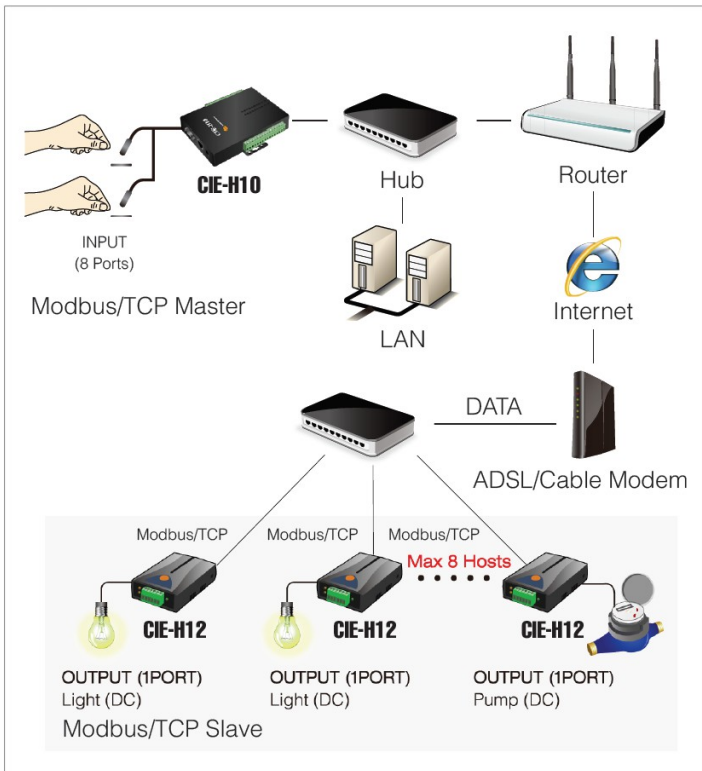 CIE-H10
Hub
Router
INPUT
(8 Ports)
Modbus/TCP Master
LAN
Internet
DATA
ADSL/Cable Modem
Modbus/TCP
Modbus/TCP
Modbus/TCP
Max 8 Hosts
CIE-H12
CIE-H12
CIE-H12
OUTPUT (1PORT)
Light (DC)
OUTPUT (1PORT)
Light (DC)
OUTPUT (1PORT)
Pump (DC)
Modbus/TCP Slave